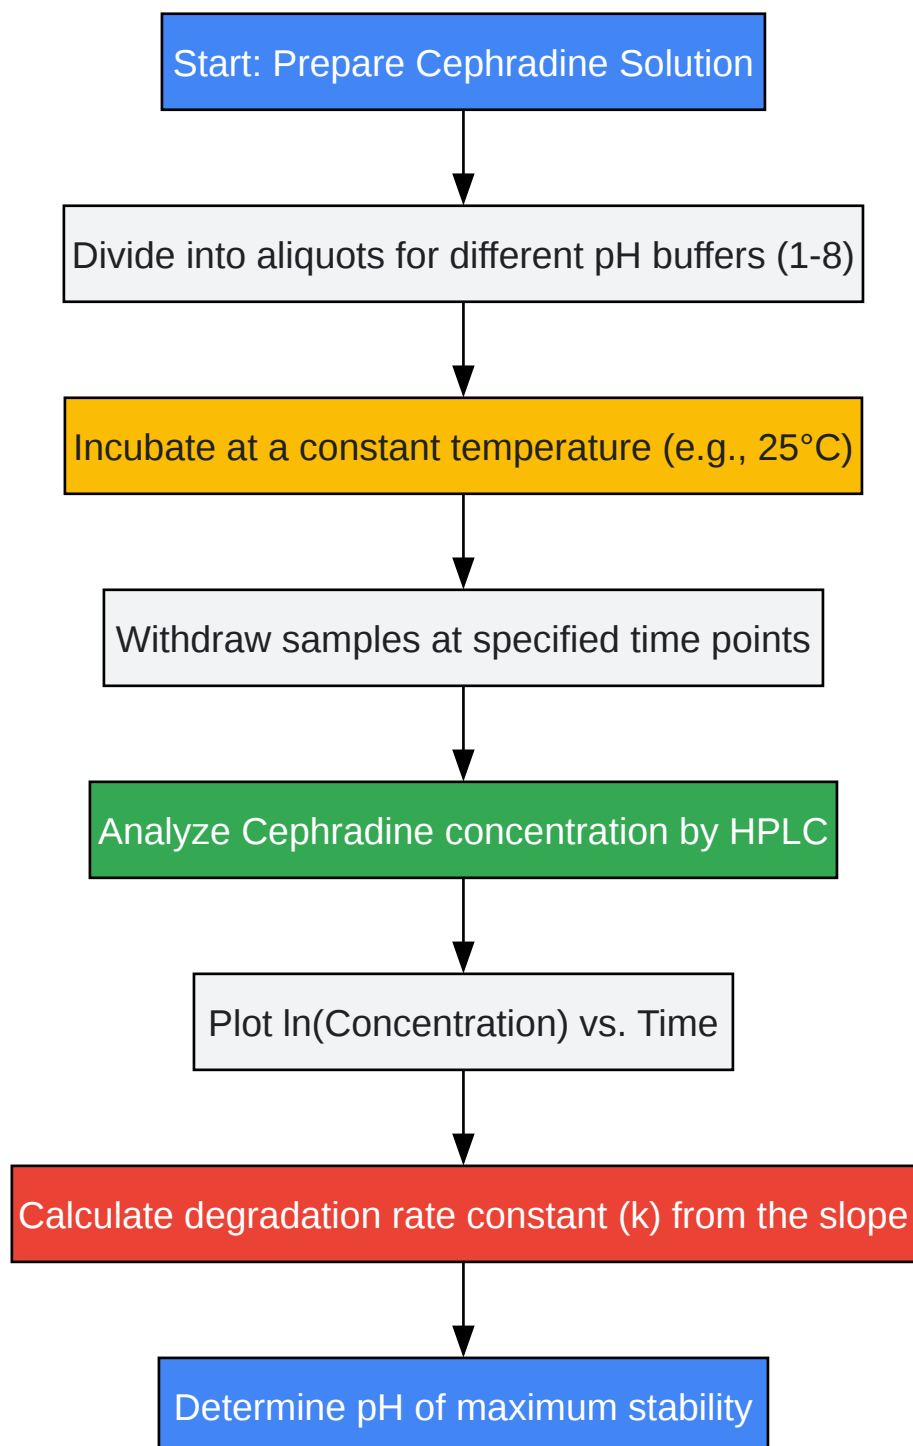 Start: Prepare Cephradine Solution
Divide into aliquots for different pH buffers (1-8)
Incubate at a constant temperature (e.g., 25°C)
Withdraw samples at specified time points
Analyze Cephradine concentration by HPLC
Plot ln(Concentration) vs. Time
Calculate degradation rate constant (k) from the slope
Determine pH of maximum stability